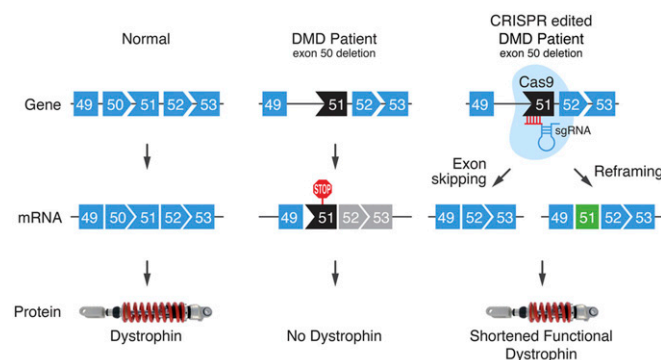 Normal
DMD Patient
exon 50 deletion
CRISPR edited
DMD Patient
exon 50 deletion
Gene
49 50 51 52 53
49 51 52 53
Cas9
49 51 52 53
sgRNA
Exon
skipping
Reframing
STOP
mRNA
49 50 51 52 53
49 51 52 53
49 52 53
49 51 52 53
Protein
Dystrophin
No Dystrophin
Shortened Functional
Dystrophin